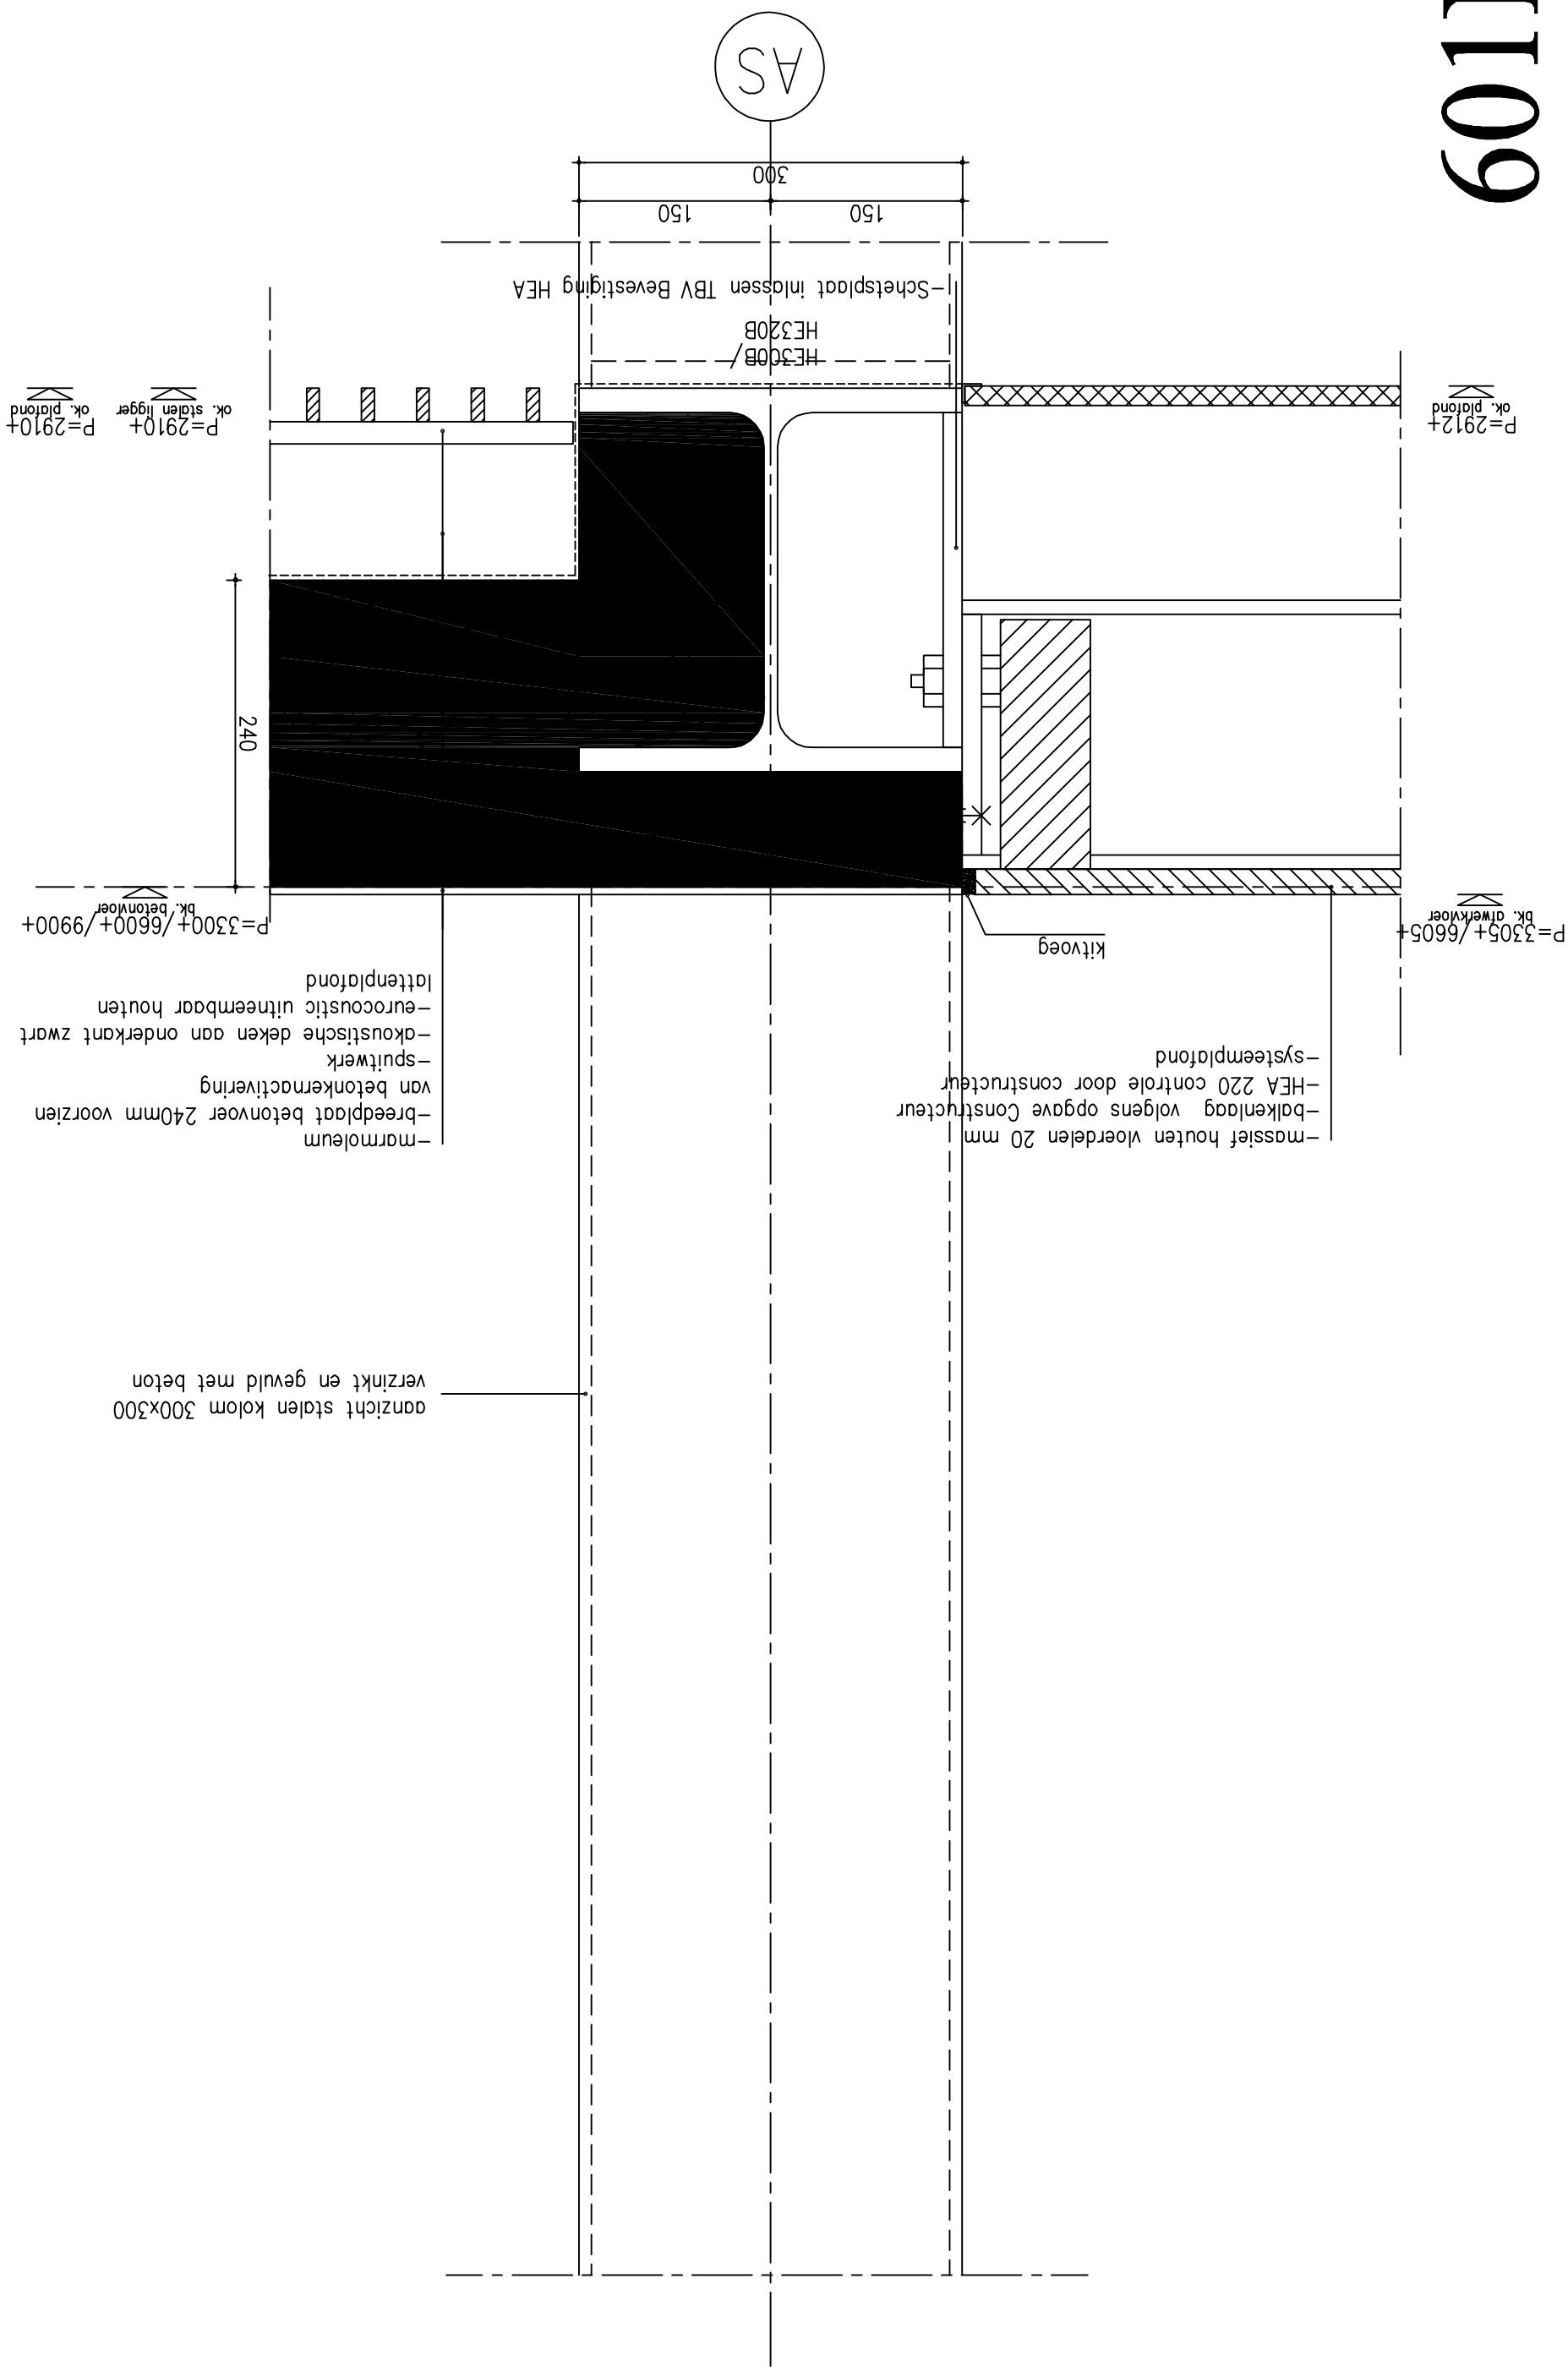 aanzicht stalen kolom 300x300
verzinkt en gevuld met beton
-massief houten vloerdelen 20 mm
-balkenlaag volgens opgave Constructeur
-HEA 220 controle door constructeur
-systeemplafond
-marmoleum
-breedplaat betonvoer 240mm voorzien
van betonkernactivering
-spuitwerk
-akoustische deken aan onderkant zwart
-eurocoustic uitneembaar houten
lattenplafond
kitvoeg
P=3305+/6605+
bk. afwerkvloer
P=3300+/6600+/9900+
bk. betonvloer
240
P=2912+
ok. plafond
P=2910+
ok. stalen ligger
P=2910+
ok. plafond
HE300B
HE320B
-Schetsplaat inlassen TBV Bevestiging HEA
150
150
300
AS
601